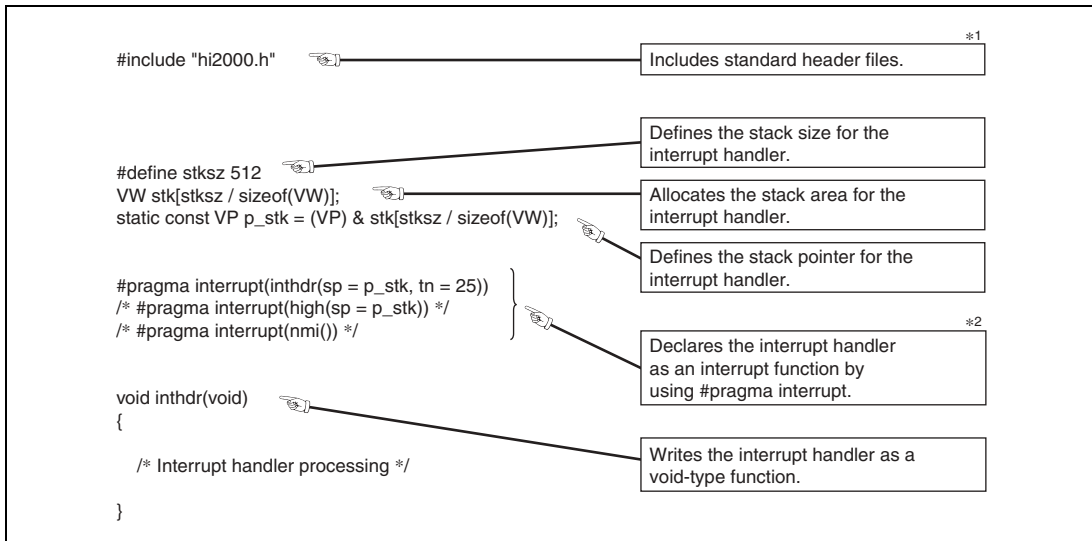 #include "hi2000.h"
*1
Includes standard header files.
Defines the stack size for the
interrupt handler.
#define stksz 512
VW stk[stksz / sizeof(VW)];
Allocates the stack area for the
interrupt handler.
static const VP p_stk = (VP) & stk[stksz / sizeof(VW)];
Defines the stack pointer for the
interrupt handler.
#pragma interrupt(inthdr(sp = p_stk, tn = 25))
/* #pragma interrupt(high(sp = p_stk)) */
/* #pragma interrupt(nmi()) */
*2
Declares the interrupt handler
as an interrupt function by
using #pragma interrupt.
void inthdr(void)
{
/* Interrupt handler processing */
Writes the interrupt handler as a
void-type function.
}